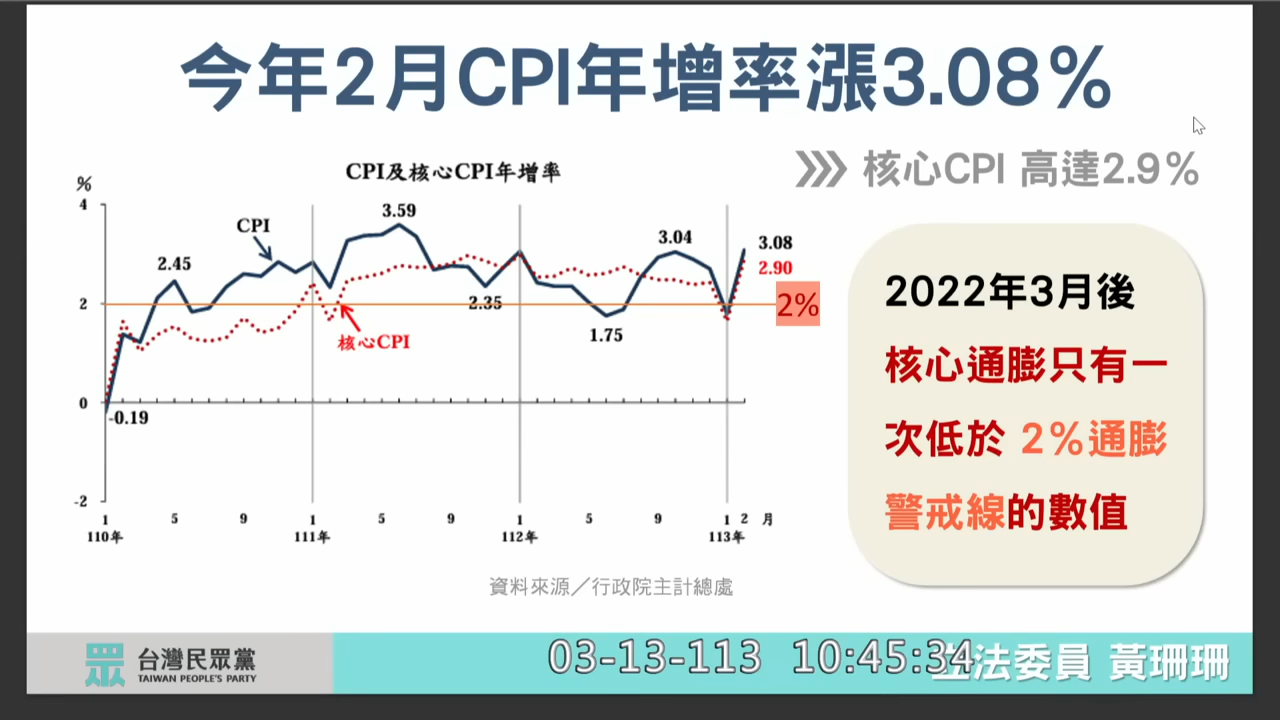 今年2月CPI年增率漲3.08%
核心CPI 高達2.9%
CPI及核心CPI年增率
%
4
2
0
-2
CPI
2.45
3.59
2.35
3.04
1.75
-0.19
3.08
2.90
2%
核心CPI
1 5 9 1 5 9 1 5 9 1 2 月
110年 111年 112年 113年
2022年3月後
核心通膨只有一
次低於 2%通膨
警戒線的數值
資料來源／行政院主計總處
眾 台灣民眾黨
TAIWAN PEOPLE'S PARTY
03-13-113 10:45:34
立法委員 黃珊珊